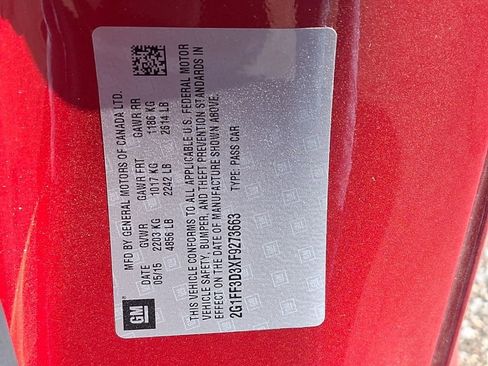 GM
MFD BY GENERAL MOTORS OF CANADA LTD.
DATE GVWR GAWR FRT GAWR RR
05/15 2203 KG 1017 KG 1186 KG
4856 LB 2242 LB 2614 LB
THIS VEHICLE CONFORMS TO ALL APPLICABLE U.S. FEDERAL MOTOR
VEHICLE SAFETY, BUMPER, AND THEFT PREVENTION STANDARDS IN
EFFECT ON THE DATE OF MANUFACTURE SHOWN ABOVE.
2G1FF3D3XF9273663 TYPE: PASS CAR